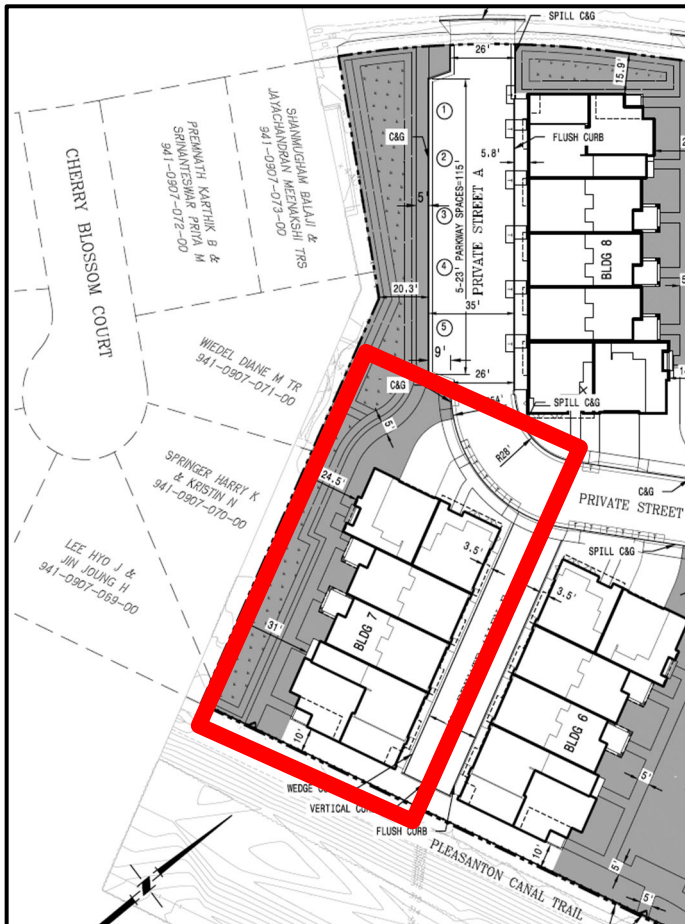 SPILL C&G
26'
15.9'
SHANMUGHAM BALAJI &
JAYACHANDRAN MEENAKSHI TRS
941-0907-073-00
PREMNATH KARTHIK B &
SRINANTESWAR PRIYA M
941-0907-072-00
CHERRY BLOSSOM COURT
C&G
1
2
3
4
5
5'
5-23' PARKWAY SPACES=115'
PRIVATE STREET A
5.8'
FLUSH CURB
BLDG 8
20.3'
35'
9'
26'
WIEDEL DIANE M TR
941-0907-071-00
C&G
SPILL C&G
5'
R28'
SPRINGER HARRY K
& KRISTIN N
941-0907-070-00
24.5'
C&G
PRIVATE STREET
SPILL C&G
LEE HYO J &
JIN JOUNG H
941-0907-069-00
3.5'
3.5'
31'
BLDG 7
BLDG 6
10'
WEDGE
VERTICAL
FLUSH CURB
5'
10'
5'
5'
PLEASANTON CANAL TRAIL